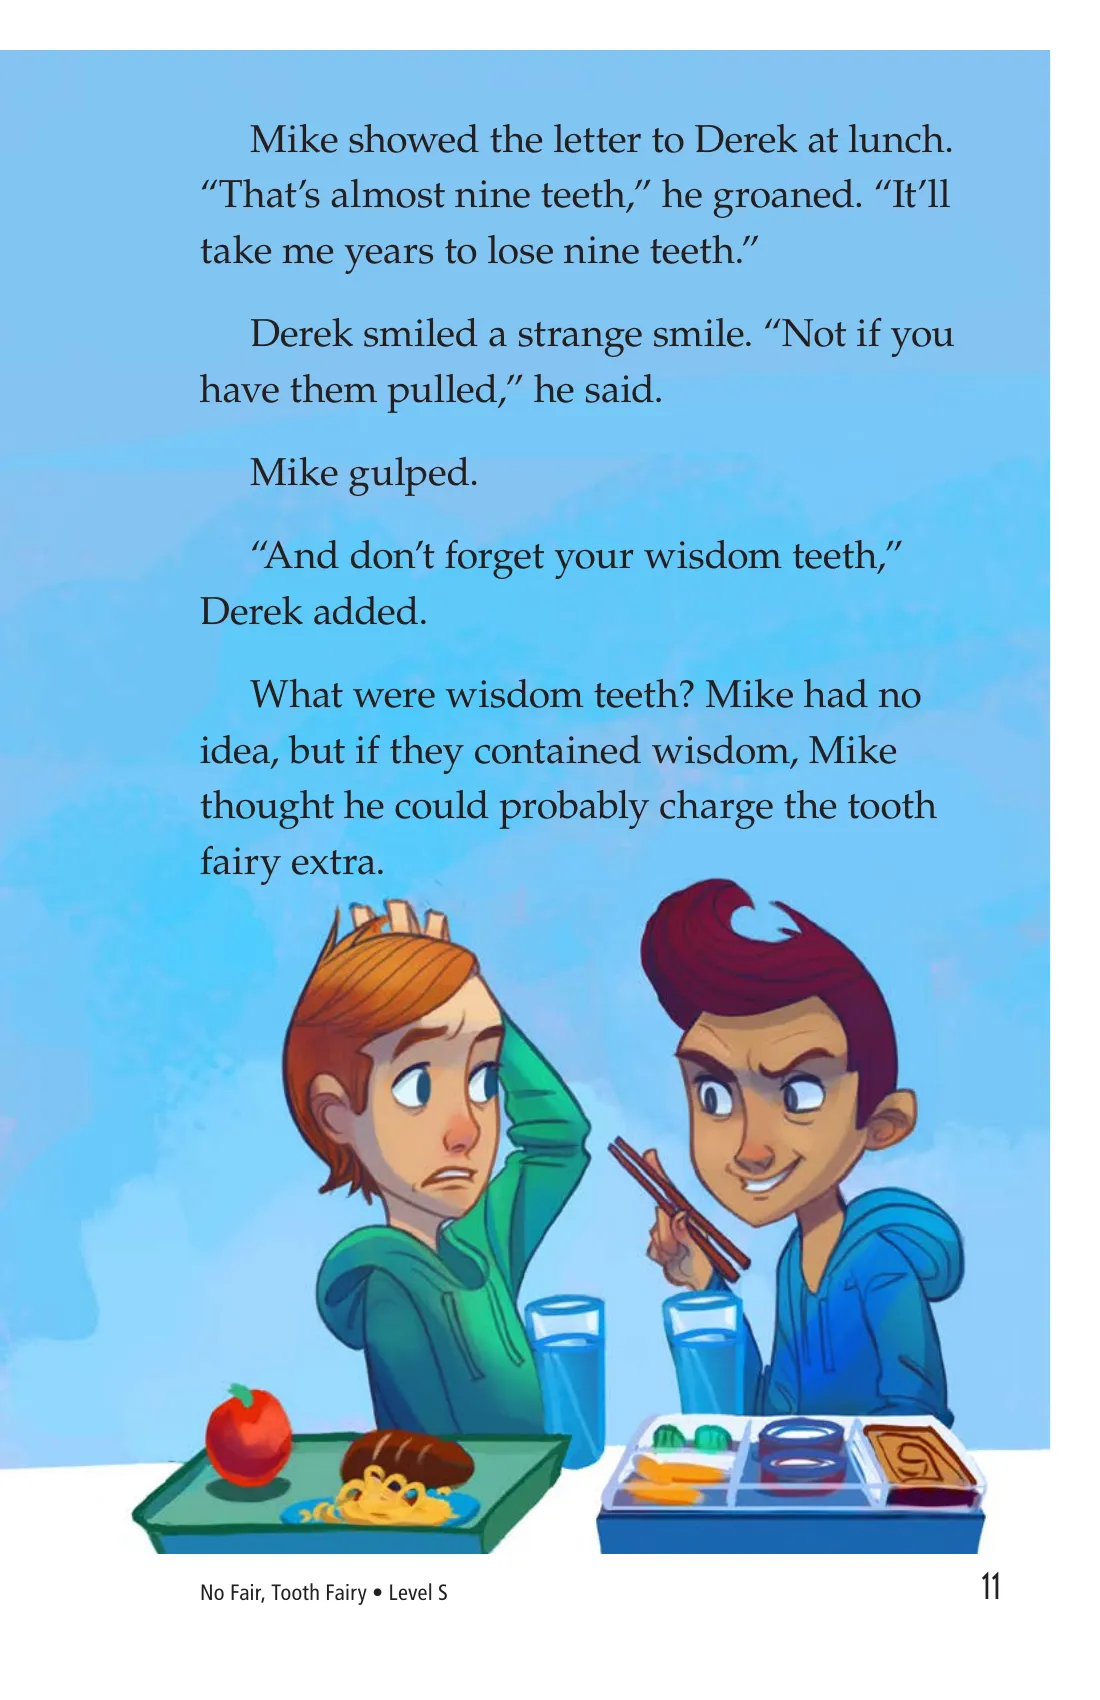 Mike showed the letter to Derek at lunch.
“That’s almost nine teeth,” he groaned. “It’ll
take me years to lose nine teeth.”
Derek smiled a strange smile. “Not if you
have them pulled,” he said.
Mike gulped.
“And don’t forget your wisdom teeth,”
Derek added.
What were wisdom teeth? Mike had no
idea, but if they contained wisdom, Mike
thought he could probably charge the tooth
fairy extra.
No Fair, Tooth Fairy • Level S
11